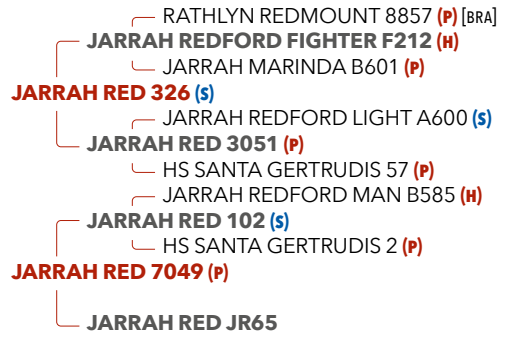 RATHLYN REDMOUNT 8857 (P) [BRA]
JARRAH REDFORD FIGHTER F212 (H)
JARRAH MARINDA B601 (P)
JARRAH RED 326 (S)
JARRAH REDFORD LIGHT A600 (S)
JARRAH RED 3051 (P)
HS SANTA GERTRUDIS 57 (P)
JARRAH REDFORD MAN B585 (H)
JARRAH RED 102 (S)
HS SANTA GERTRUDIS 2 (P)
JARRAH RED 7049 (P)
JARRAH RED JR65